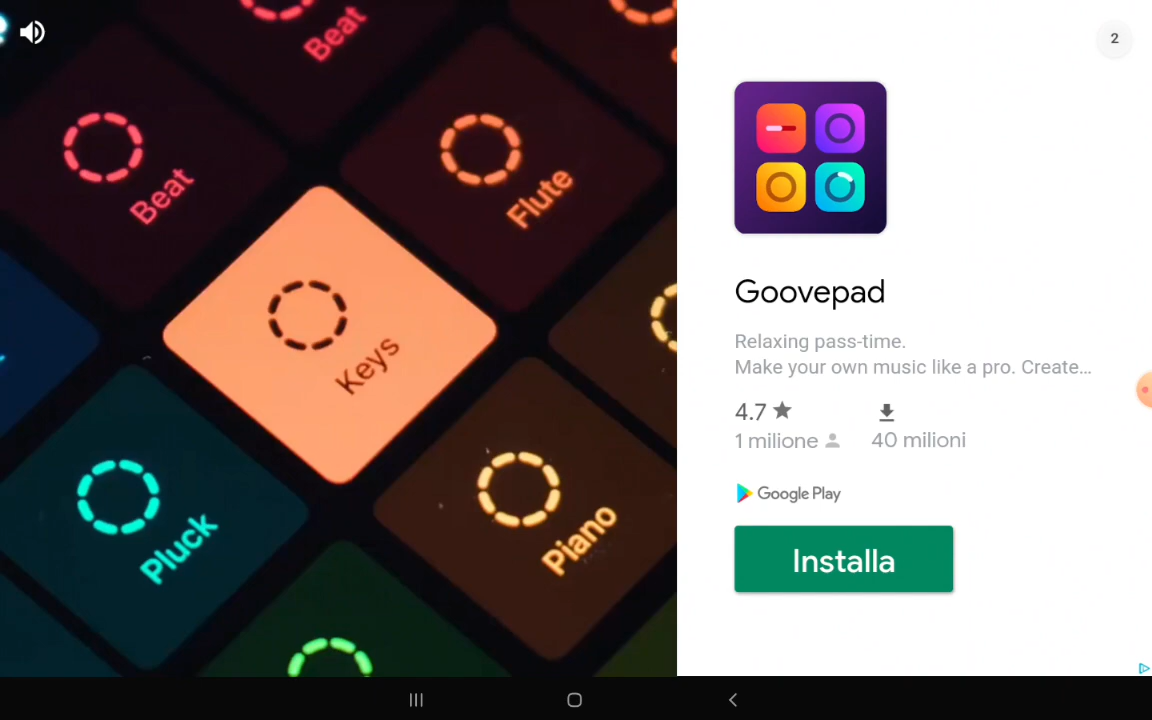 Beat
Beat
Flute
Keys
Pluck
Piano
2
Goovepad
Relaxing pass-time.
Make your own music like a pro. Create...
4.7
1 milione
40 milioni
Google Play
Installa